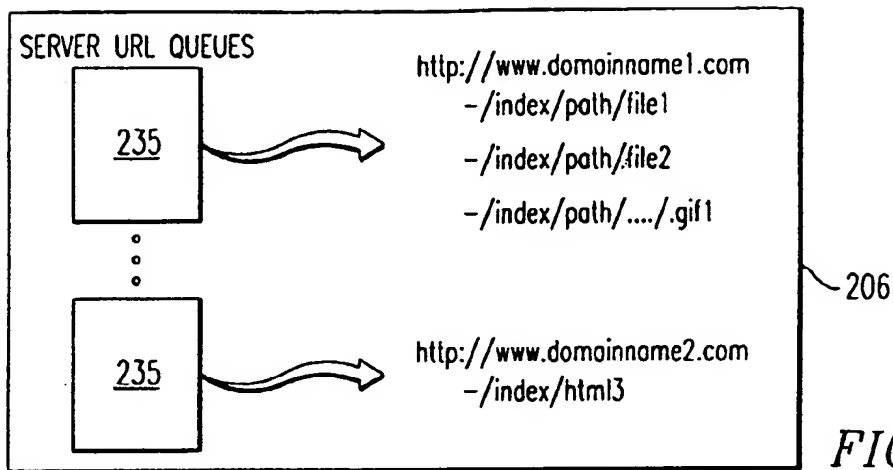 SERVER URL QUEUES
235
http://www.domainname1.com
-/index/path/file1
-/index/path/.file2
-/index/path/..../.gif1
206
235
http://www.domainname2.com
-/index/html3
FIG